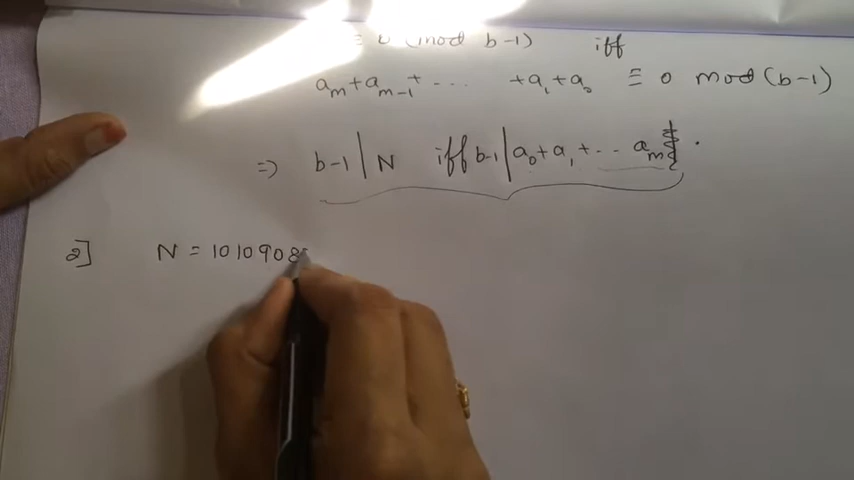 (mod b-1) iff
a_m + a_{m-1} + ... + a_1 + a_0 ≡ 0 mod (b-1)
⇒ b-1 | N iff b-1 | a_0 + a_1 + ... a_m .
2] N = 1010908